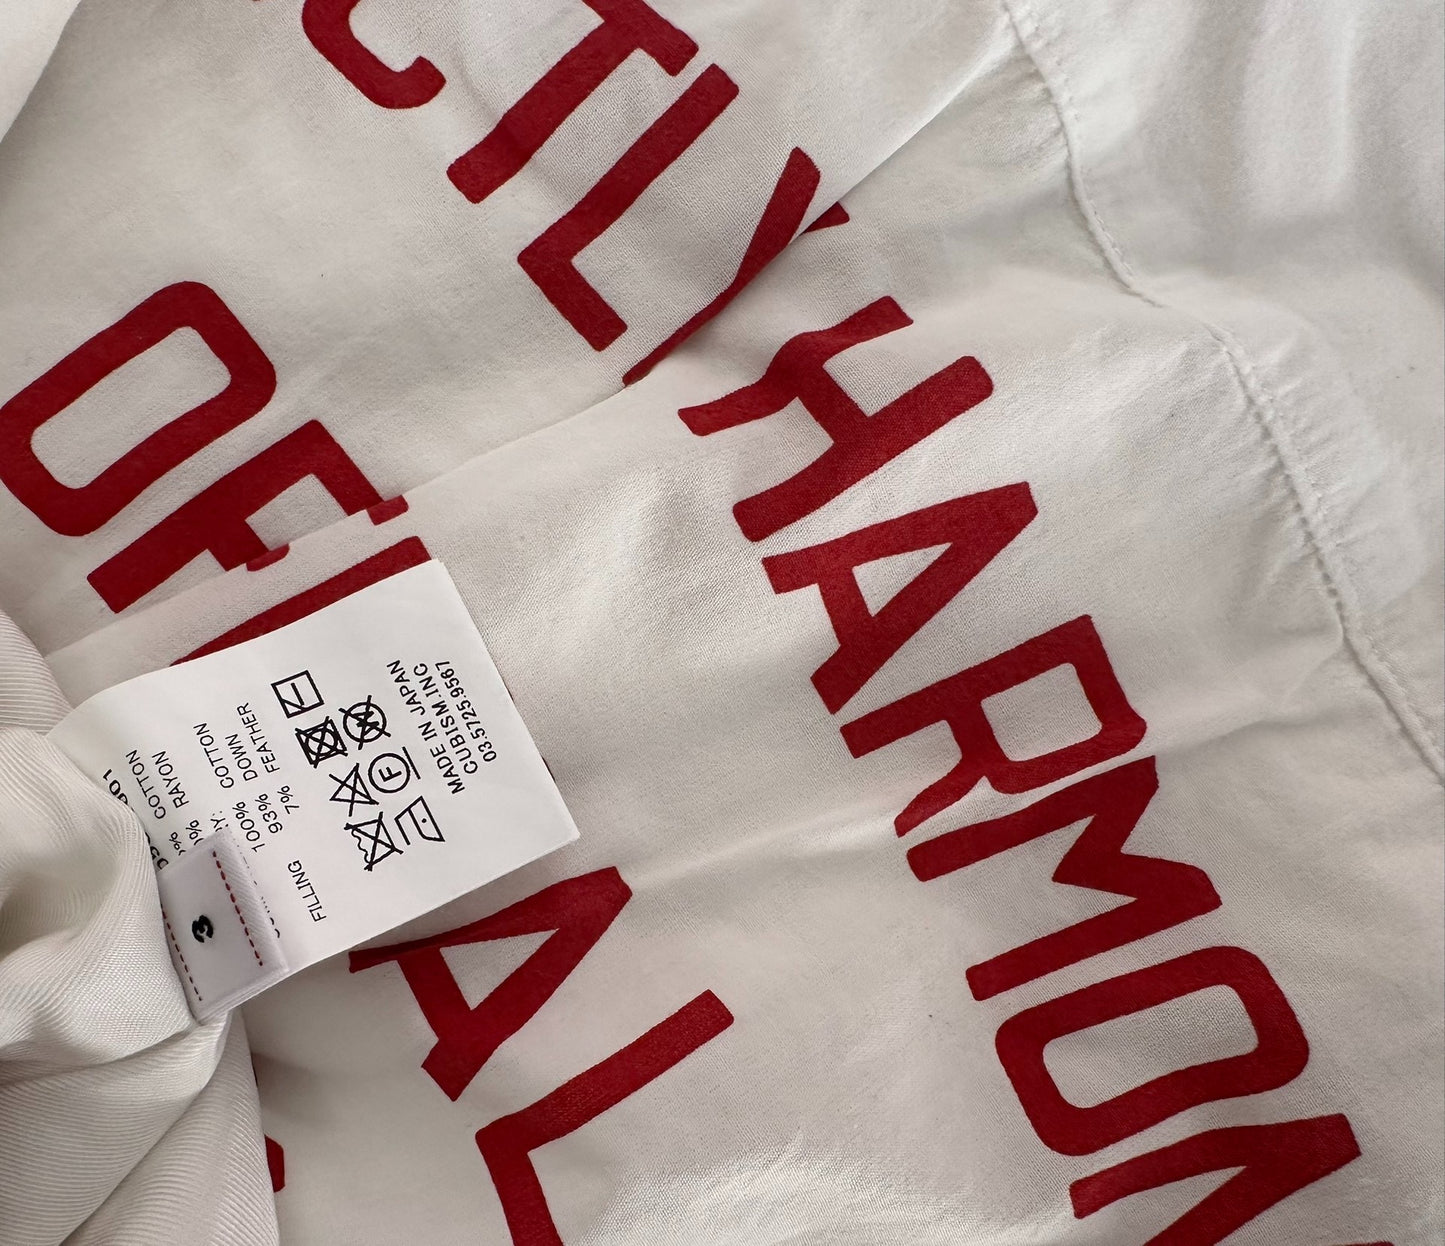 CTLY
HARMON
OF
AL
COTTON
RAYON
100% COTTON
93% DOWN
7% FEATHER
FILLING
F
W
MADE IN JAPAN
CUBISM.INC
03.5725.9567
3